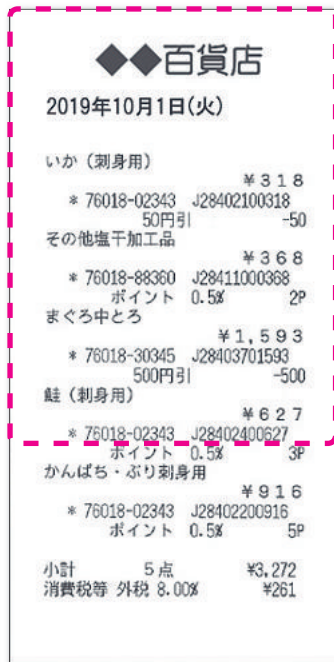 ◆◆百貨店
2019年10月1日(火)
いか（刺身用）
¥318
* 76018-02343 J28402100318
50円引 -50
その他塩干加工品
¥368
* 76018-88360 J28411000368
ポイント 0.5% 2P
まぐろ中とろ
¥1,593
* 76018-30345 J28403701593
500円引 -500
鮭（刺身用）
¥627
* 76018-02343 J28402400627
ポイント 0.5% 3P
かんぱち・ぶり刺身用
¥916
* 76018-02343 J28402200916
ポイント 0.5% 5P
小計 5点 ¥3,272
消費税等 外税 8.00% ¥261